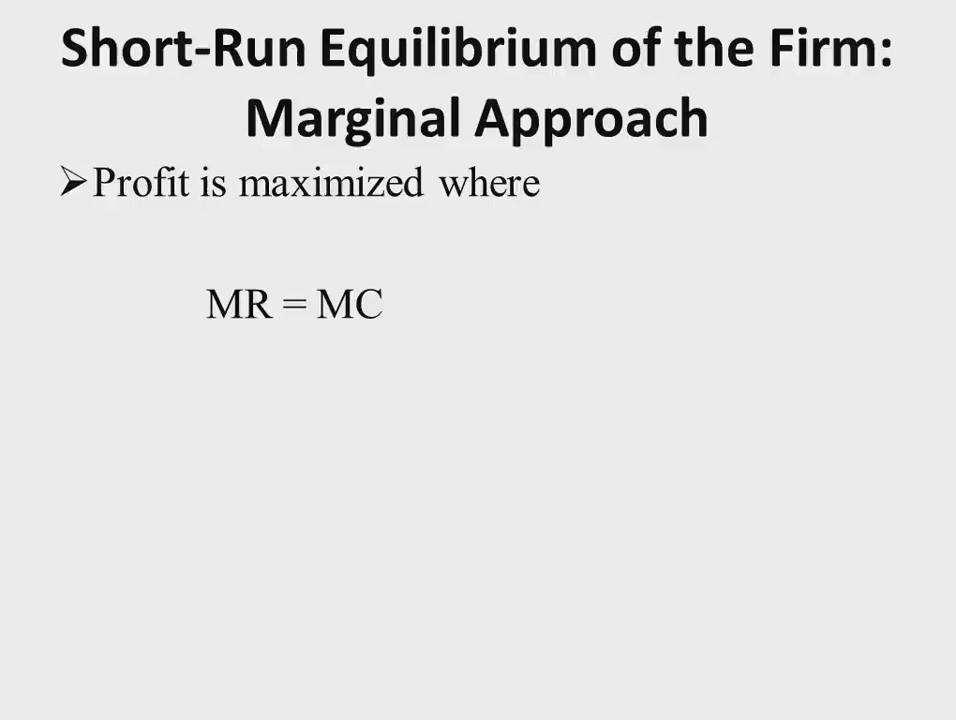 Short-Run Equilibrium of the Firm:
Marginal Approach
➢Profit is maximized where
MR = MC